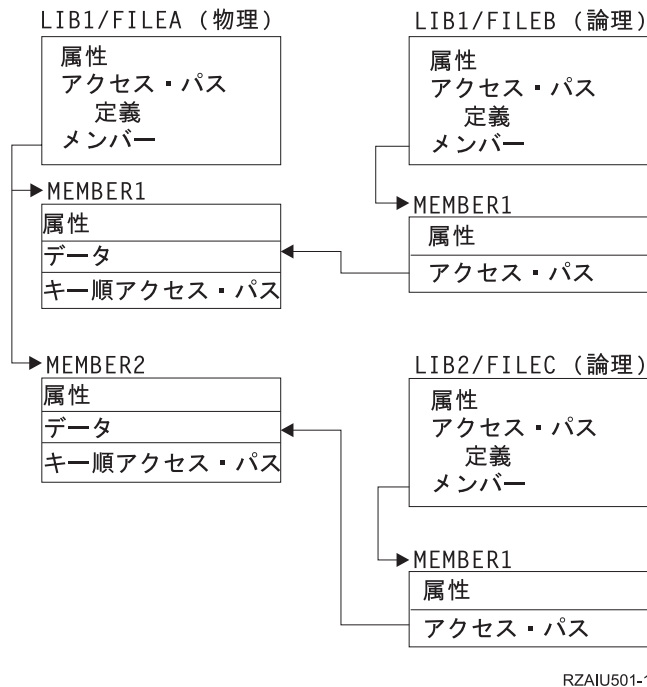 LIB1/FILEA (物理)
属性
アクセス・パス
定義
メンバー
MEMBER1
属性
データ
キー順アクセス・パス
MEMBER2
属性
データ
キー順アクセス・パス
LIB1/FILEB (論理)
属性
アクセス・パス
定義
メンバー
MEMBER1
属性
アクセス・パス
LIB2/FILEC (論理)
属性
アクセス・パス
定義
メンバー
MEMBER1
属性
アクセス・パス
RZAIU501-1